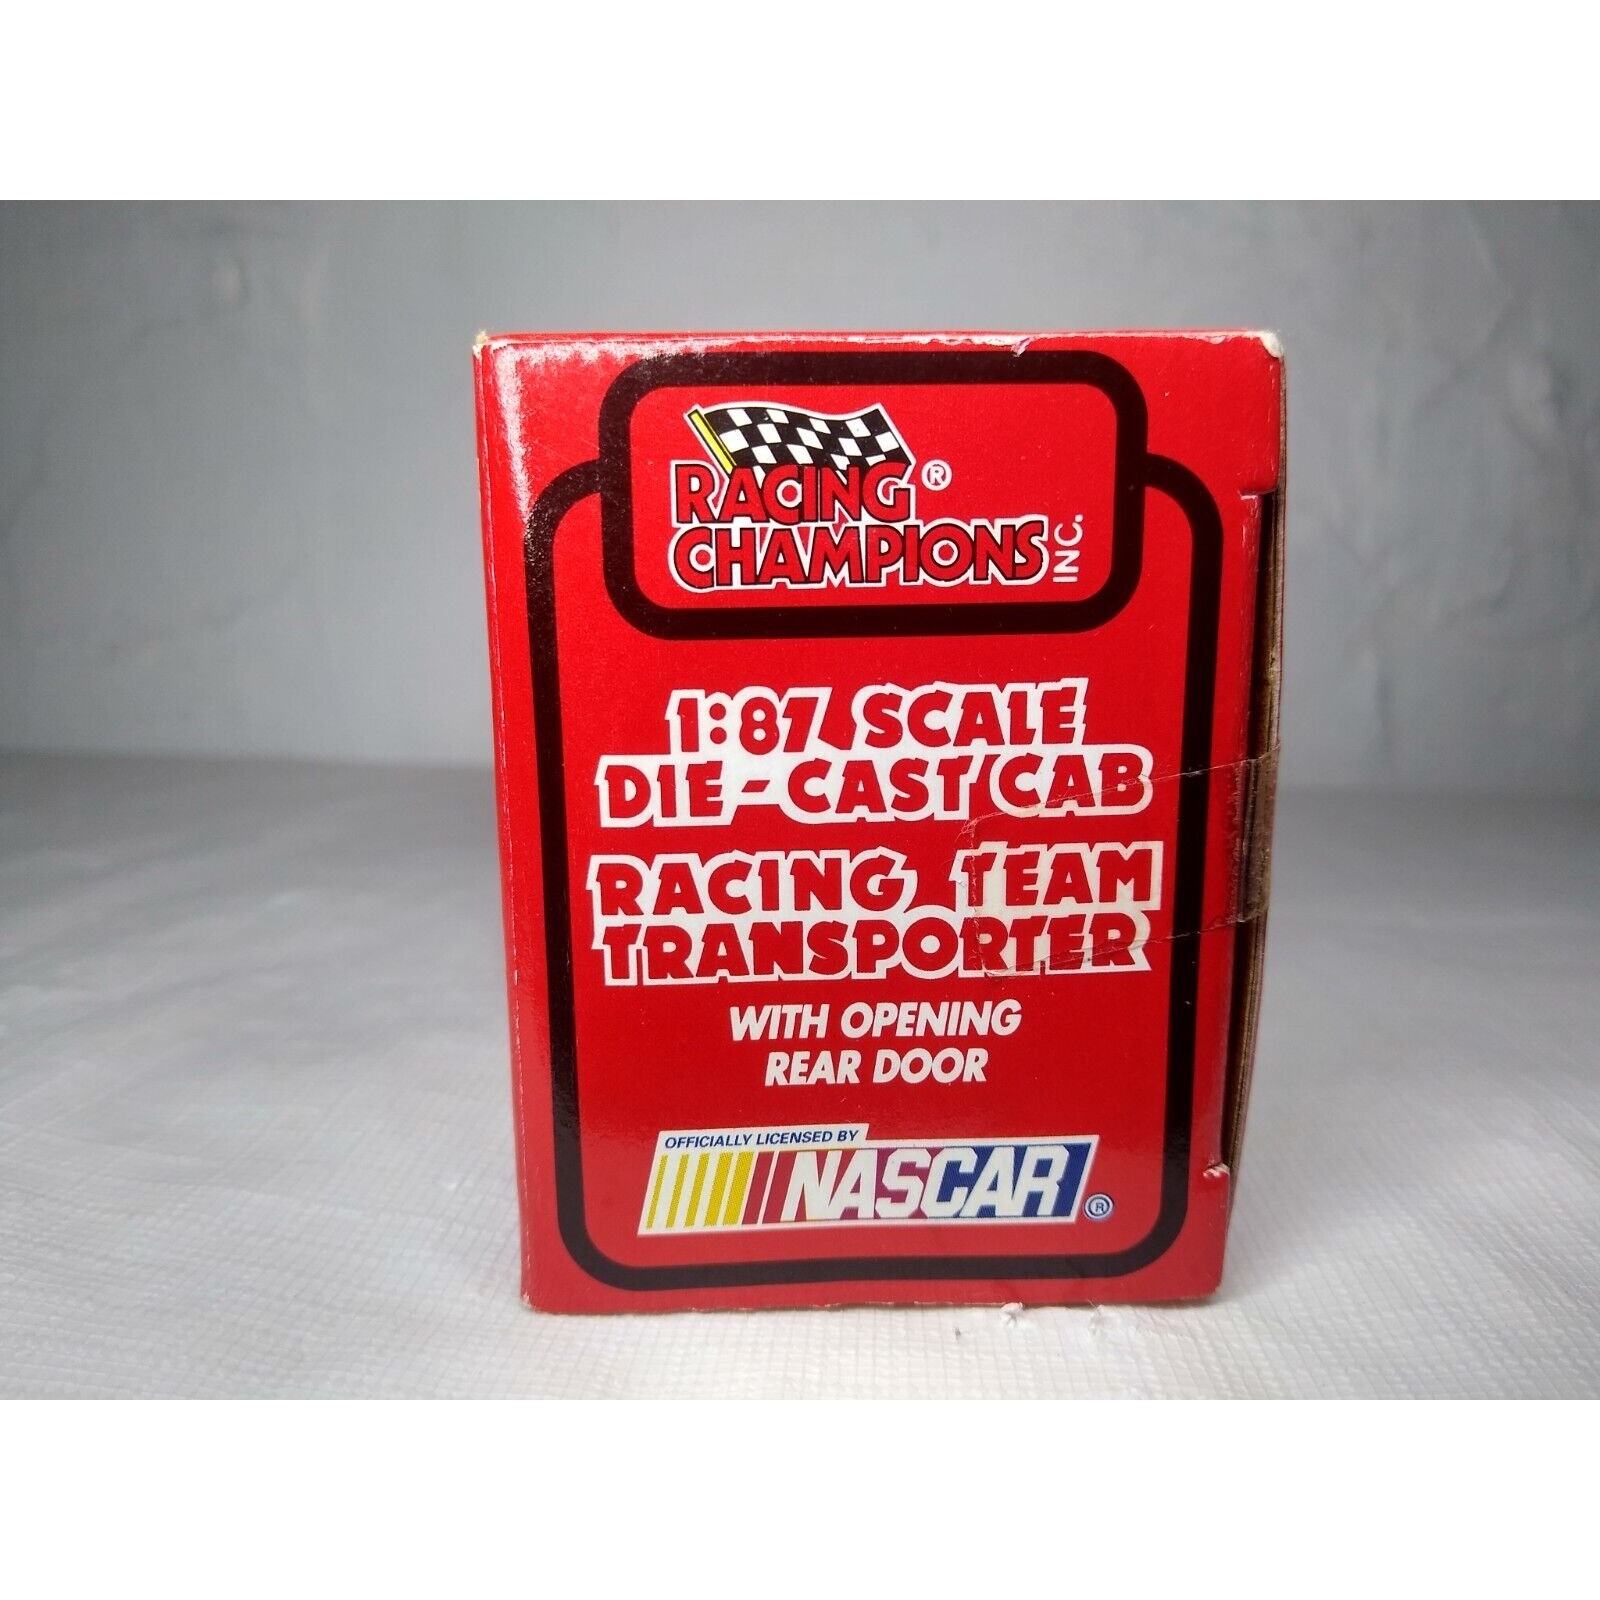 RACING ®
CHAMPIONS INC.
1:87 SCALE
DIE-CAST CAB
RACING TEAM
TRANSPORTER
WITH OPENING
REAR DOOR
OFFICIALLY LICENSED BY
NASCAR ®